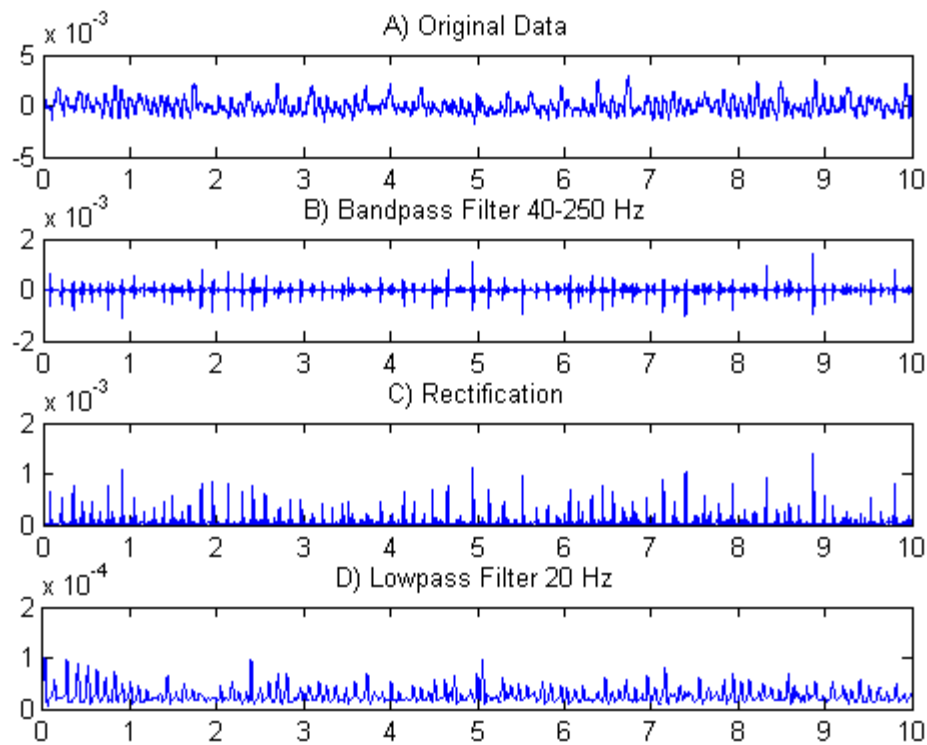 A) Original Data
x 10^-3
5
0
-5
0 1 2 3 4 5 6 7 8 9 10
B) Bandpass Filter 40-250 Hz
x 10^-3
2
0
-2
0 1 2 3 4 5 6 7 8 9 10
C) Rectification
x 10^-3
2
1
0
0 1 2 3 4 5 6 7 8 9 10
D) Lowpass Filter 20 Hz
x 10^-4
2
1
0
0 1 2 3 4 5 6 7 8 9 10